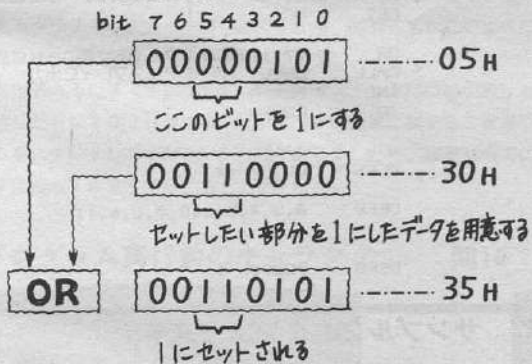 bit 7 6 5 4 3 2 1 0
00000101 ------ 05H
ここのビットを1にする
00110000 ------ 30H
セットしたい部分を1にしたデータを用意する
OR 00110101 ------ 35H
1にセットされる